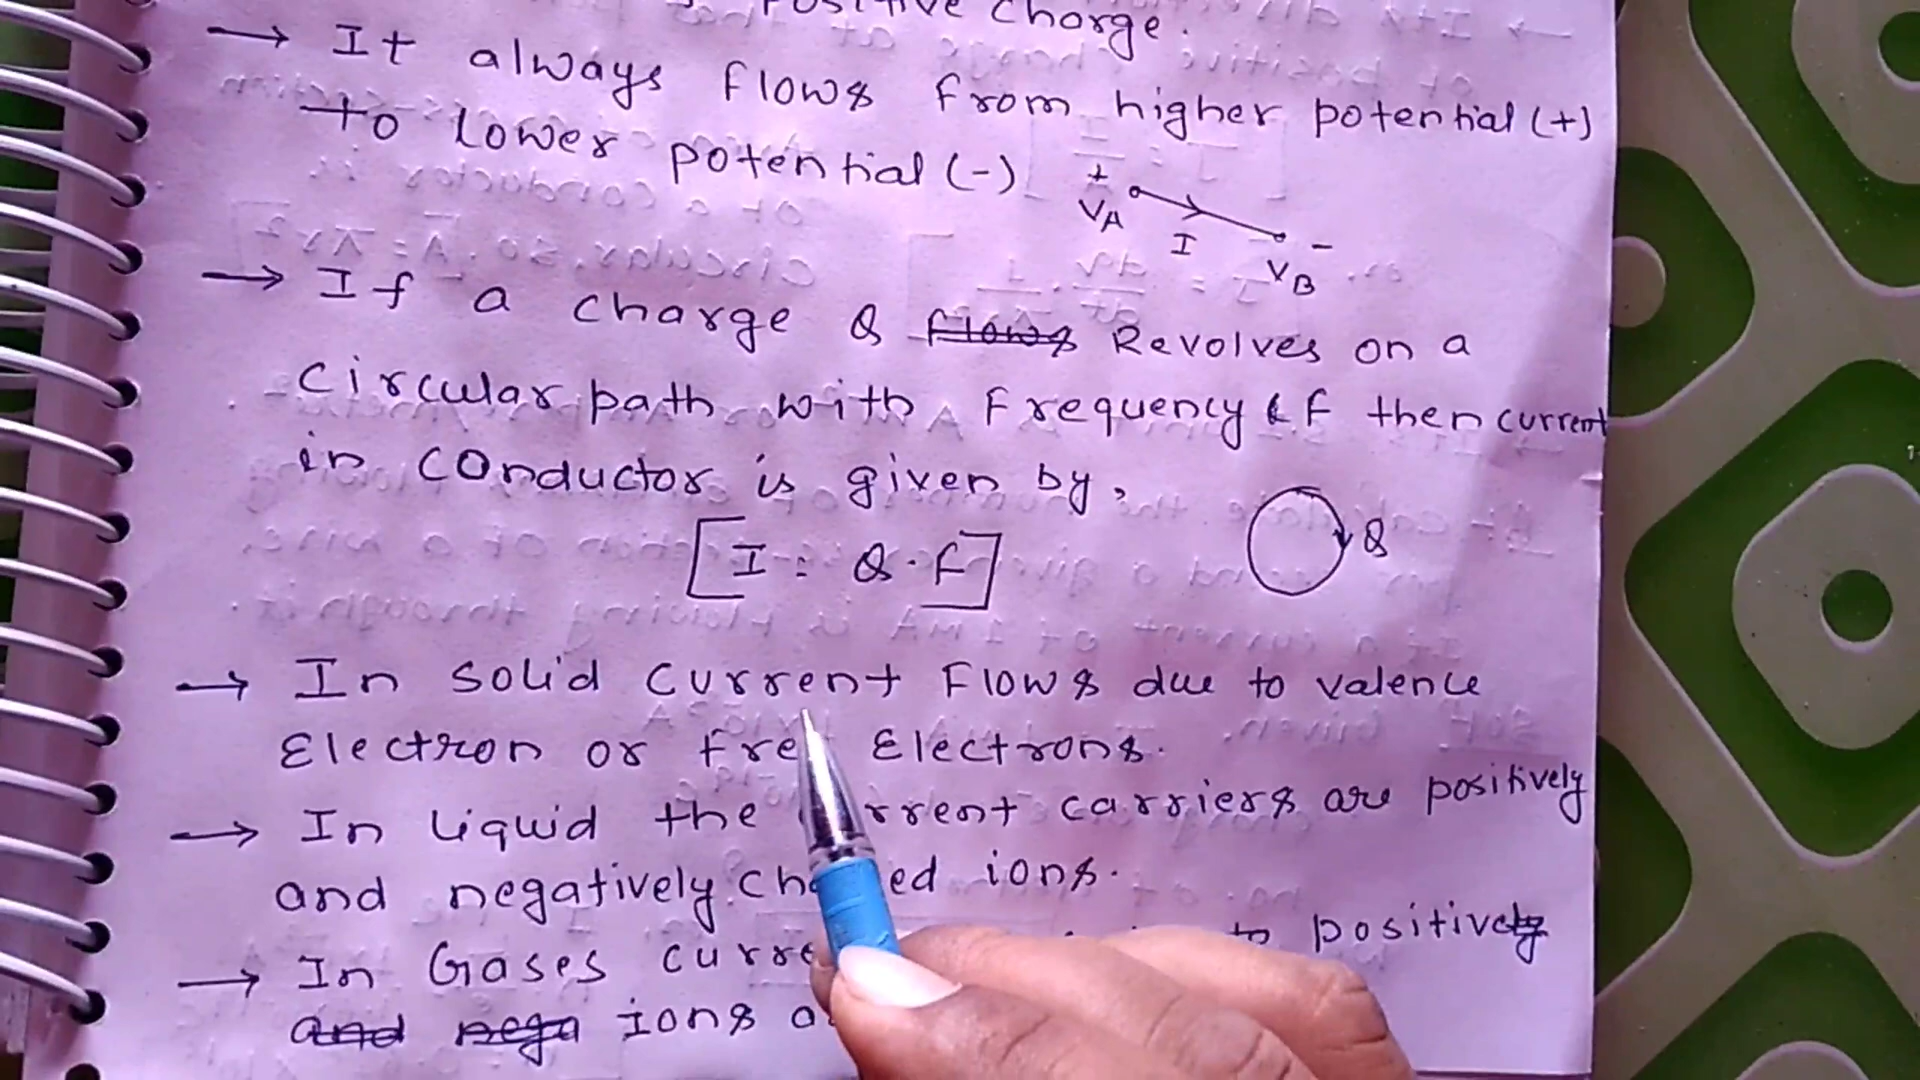 Positive charge.
→ It always flows from higher potential (+)
to lower potential (-)
+
VA
I
-
VB
→ If a charge Q flows Revolves on a
circular path with frequency f then current
in conductor is given by,
[I = Q.f]
Q
→ In solid current flows due to valence
Electron or free Electrons.
→ In liquid the current carriers are positively
and negatively charged ions.
→ In Gases to positively
and nega ions